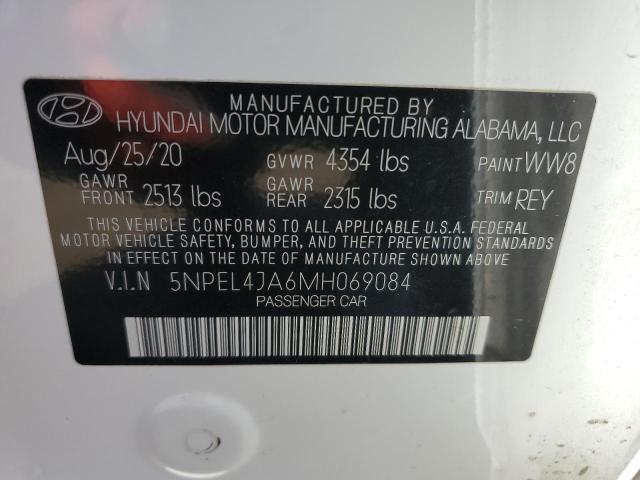 MANUFACTURED BY
HYUNDAI MOTOR MANUFACTURING ALABAMA, LLC
Aug/25/20 GVWR 4354 lbs PAINT WW8
GAWR FRONT 2513 lbs GAWR REAR 2315 lbs TRIM REY
THIS VEHICLE CONFORMS TO ALL APPLICABLE U.S.A. FEDERAL
MOTOR VEHICLE SAFETY, BUMPER, AND THEFT PREVENTION
STANDARDS IN EFFECT ON THE DATE OF MANUFACTURE SHOWN ABOVE.
V.I.N 5NPEL4JA6MH069084
PASSENGER CAR